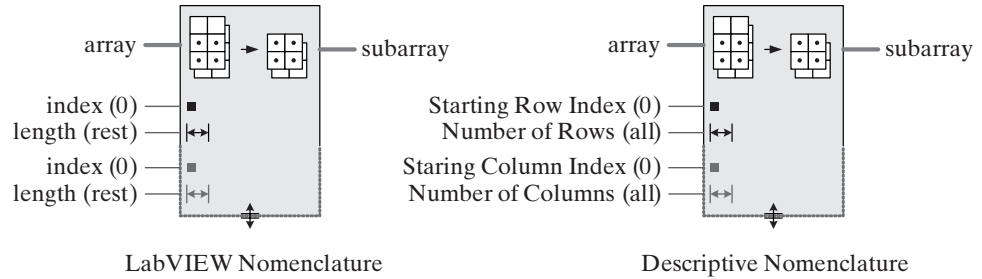 array
subarray
index (0)
length (rest)
index (0)
length (rest)
LabVIEW Nomenclature
array
subarray
Starting Row Index (0)
Number of Rows (all)
Staring Column Index (0)
Number of Columns (all)
Descriptive Nomenclature